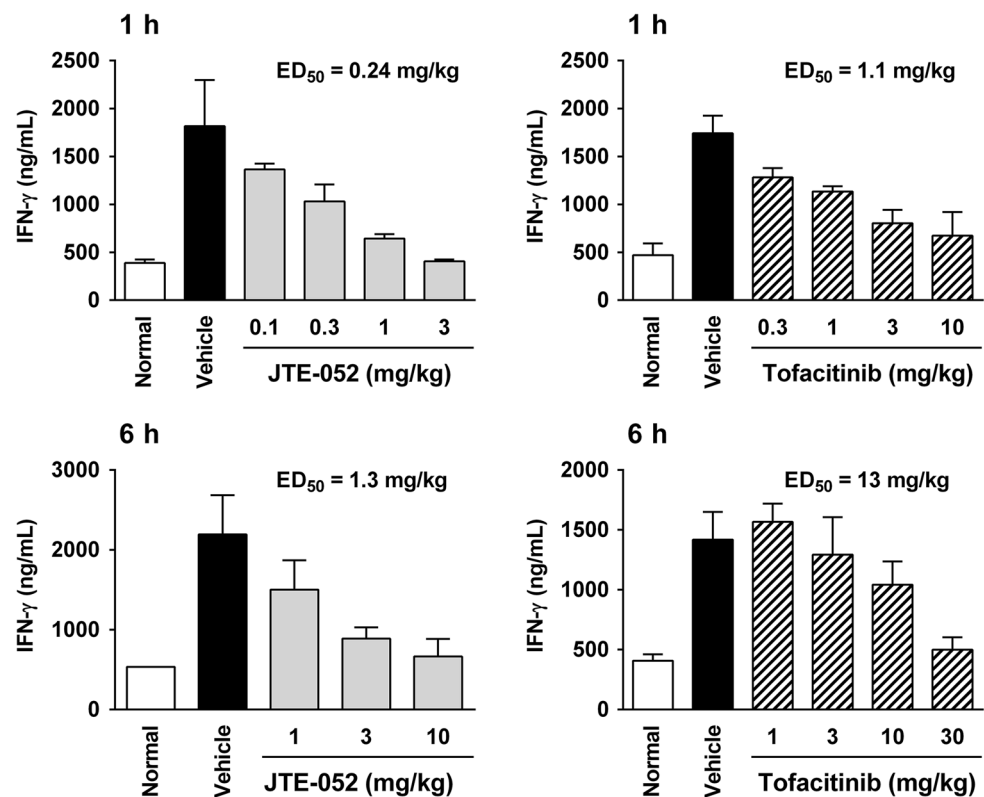 1 h
ED50 = 0.24 mg/kg
IFN-γ (ng/mL)
2500
2000
1500
1000
500
0
Normal
Vehicle
0.1 0.3 1 3
JTE-052 (mg/kg)
1 h
ED50 = 1.1 mg/kg
IFN-γ (ng/mL)
2500
2000
1500
1000
500
0
Normal
Vehicle
0.3 1 3 10
Tofacitinib (mg/kg)
6 h
ED50 = 1.3 mg/kg
IFN-γ (ng/mL)
3000
2000
1000
0
Normal
Vehicle
1 3 10
JTE-052 (mg/kg)
6 h
ED50 = 13 mg/kg
IFN-γ (ng/mL)
2000
1500
1000
500
0
Normal
Vehicle
1 3 10 30
Tofacitinib (mg/kg)